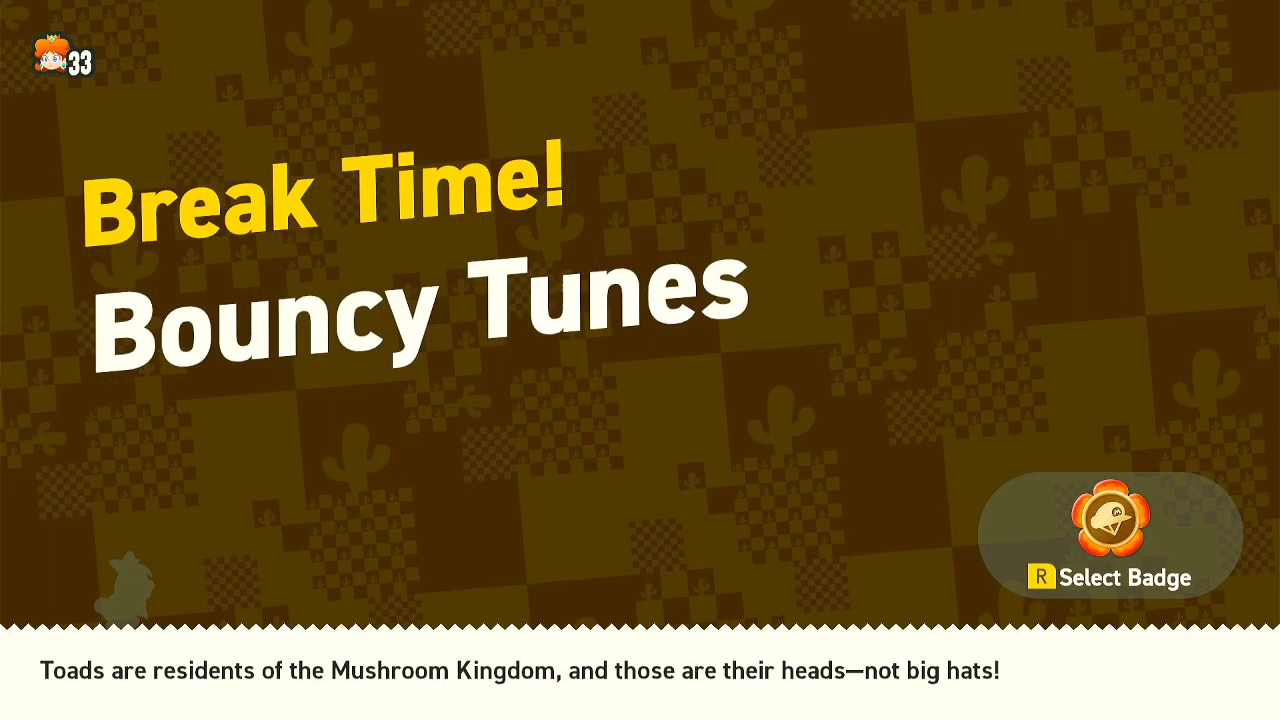 33
Break Time!
Bouncy Tunes
R Select Badge
Toads are residents of the Mushroom Kingdom, and those are their heads—not big hats!